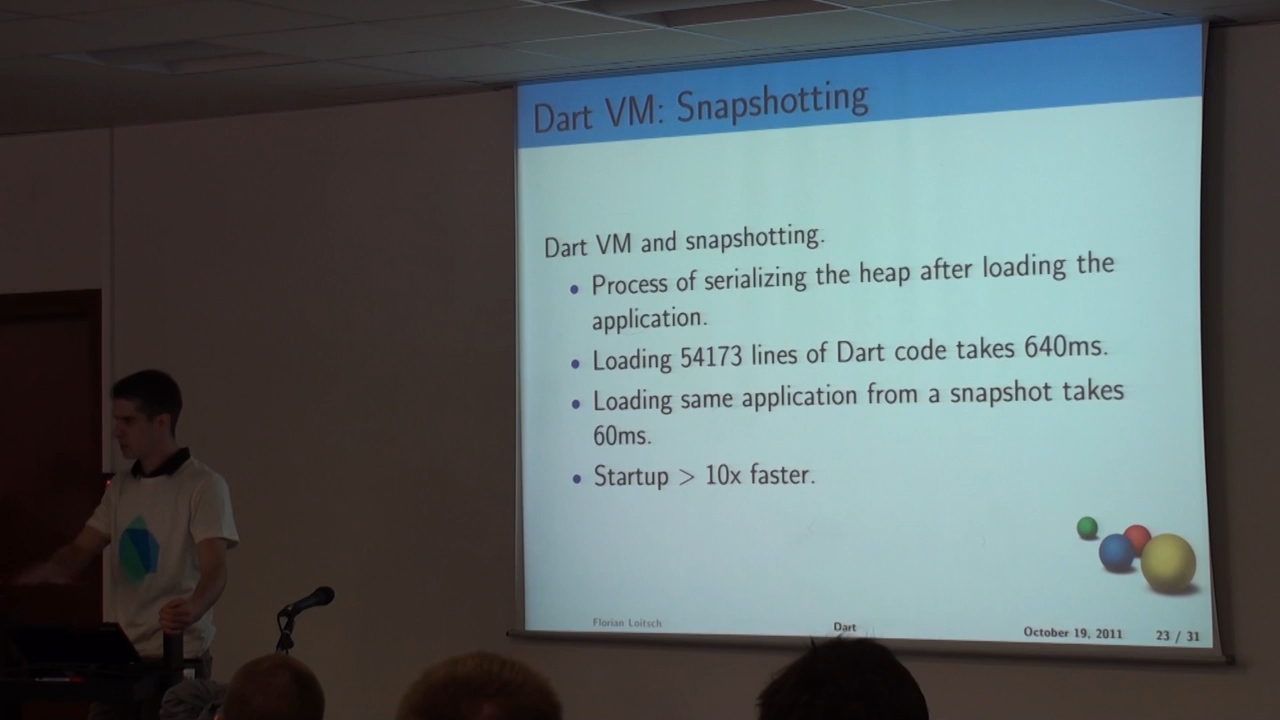 Dart VM: Snapshotting
Dart VM and snapshotting.
• Process of serializing the heap after loading the
application.
• Loading 54173 lines of Dart code takes 640ms.
• Loading same application from a snapshot takes
60ms.
• Startup > 10x faster.
Florian Loitsch Dart October 19, 2011 23 / 31